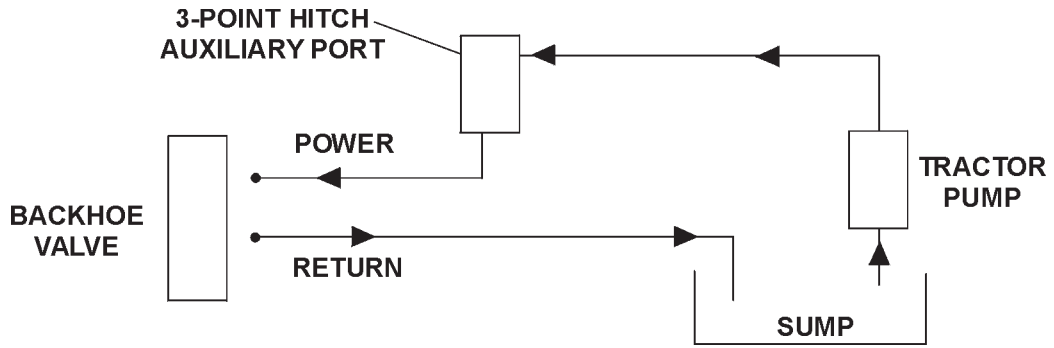 3-POINT HITCH
AUXILIARY PORT
POWER
TRACTOR
PUMP
BACKHOE
VALVE
RETURN
SUMP